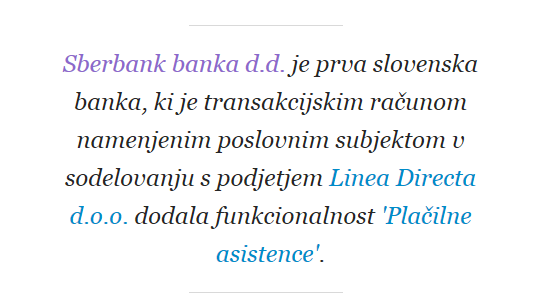 Sberbank banka d.d. je prva slovenska
banka, ki je transakcijskim računom
namenjenim poslovnim subjektom v
sodelovanju s podjetjem Linea Directa
d.o.o. dodala funkcionalnost 'Plačilne
asistence'.